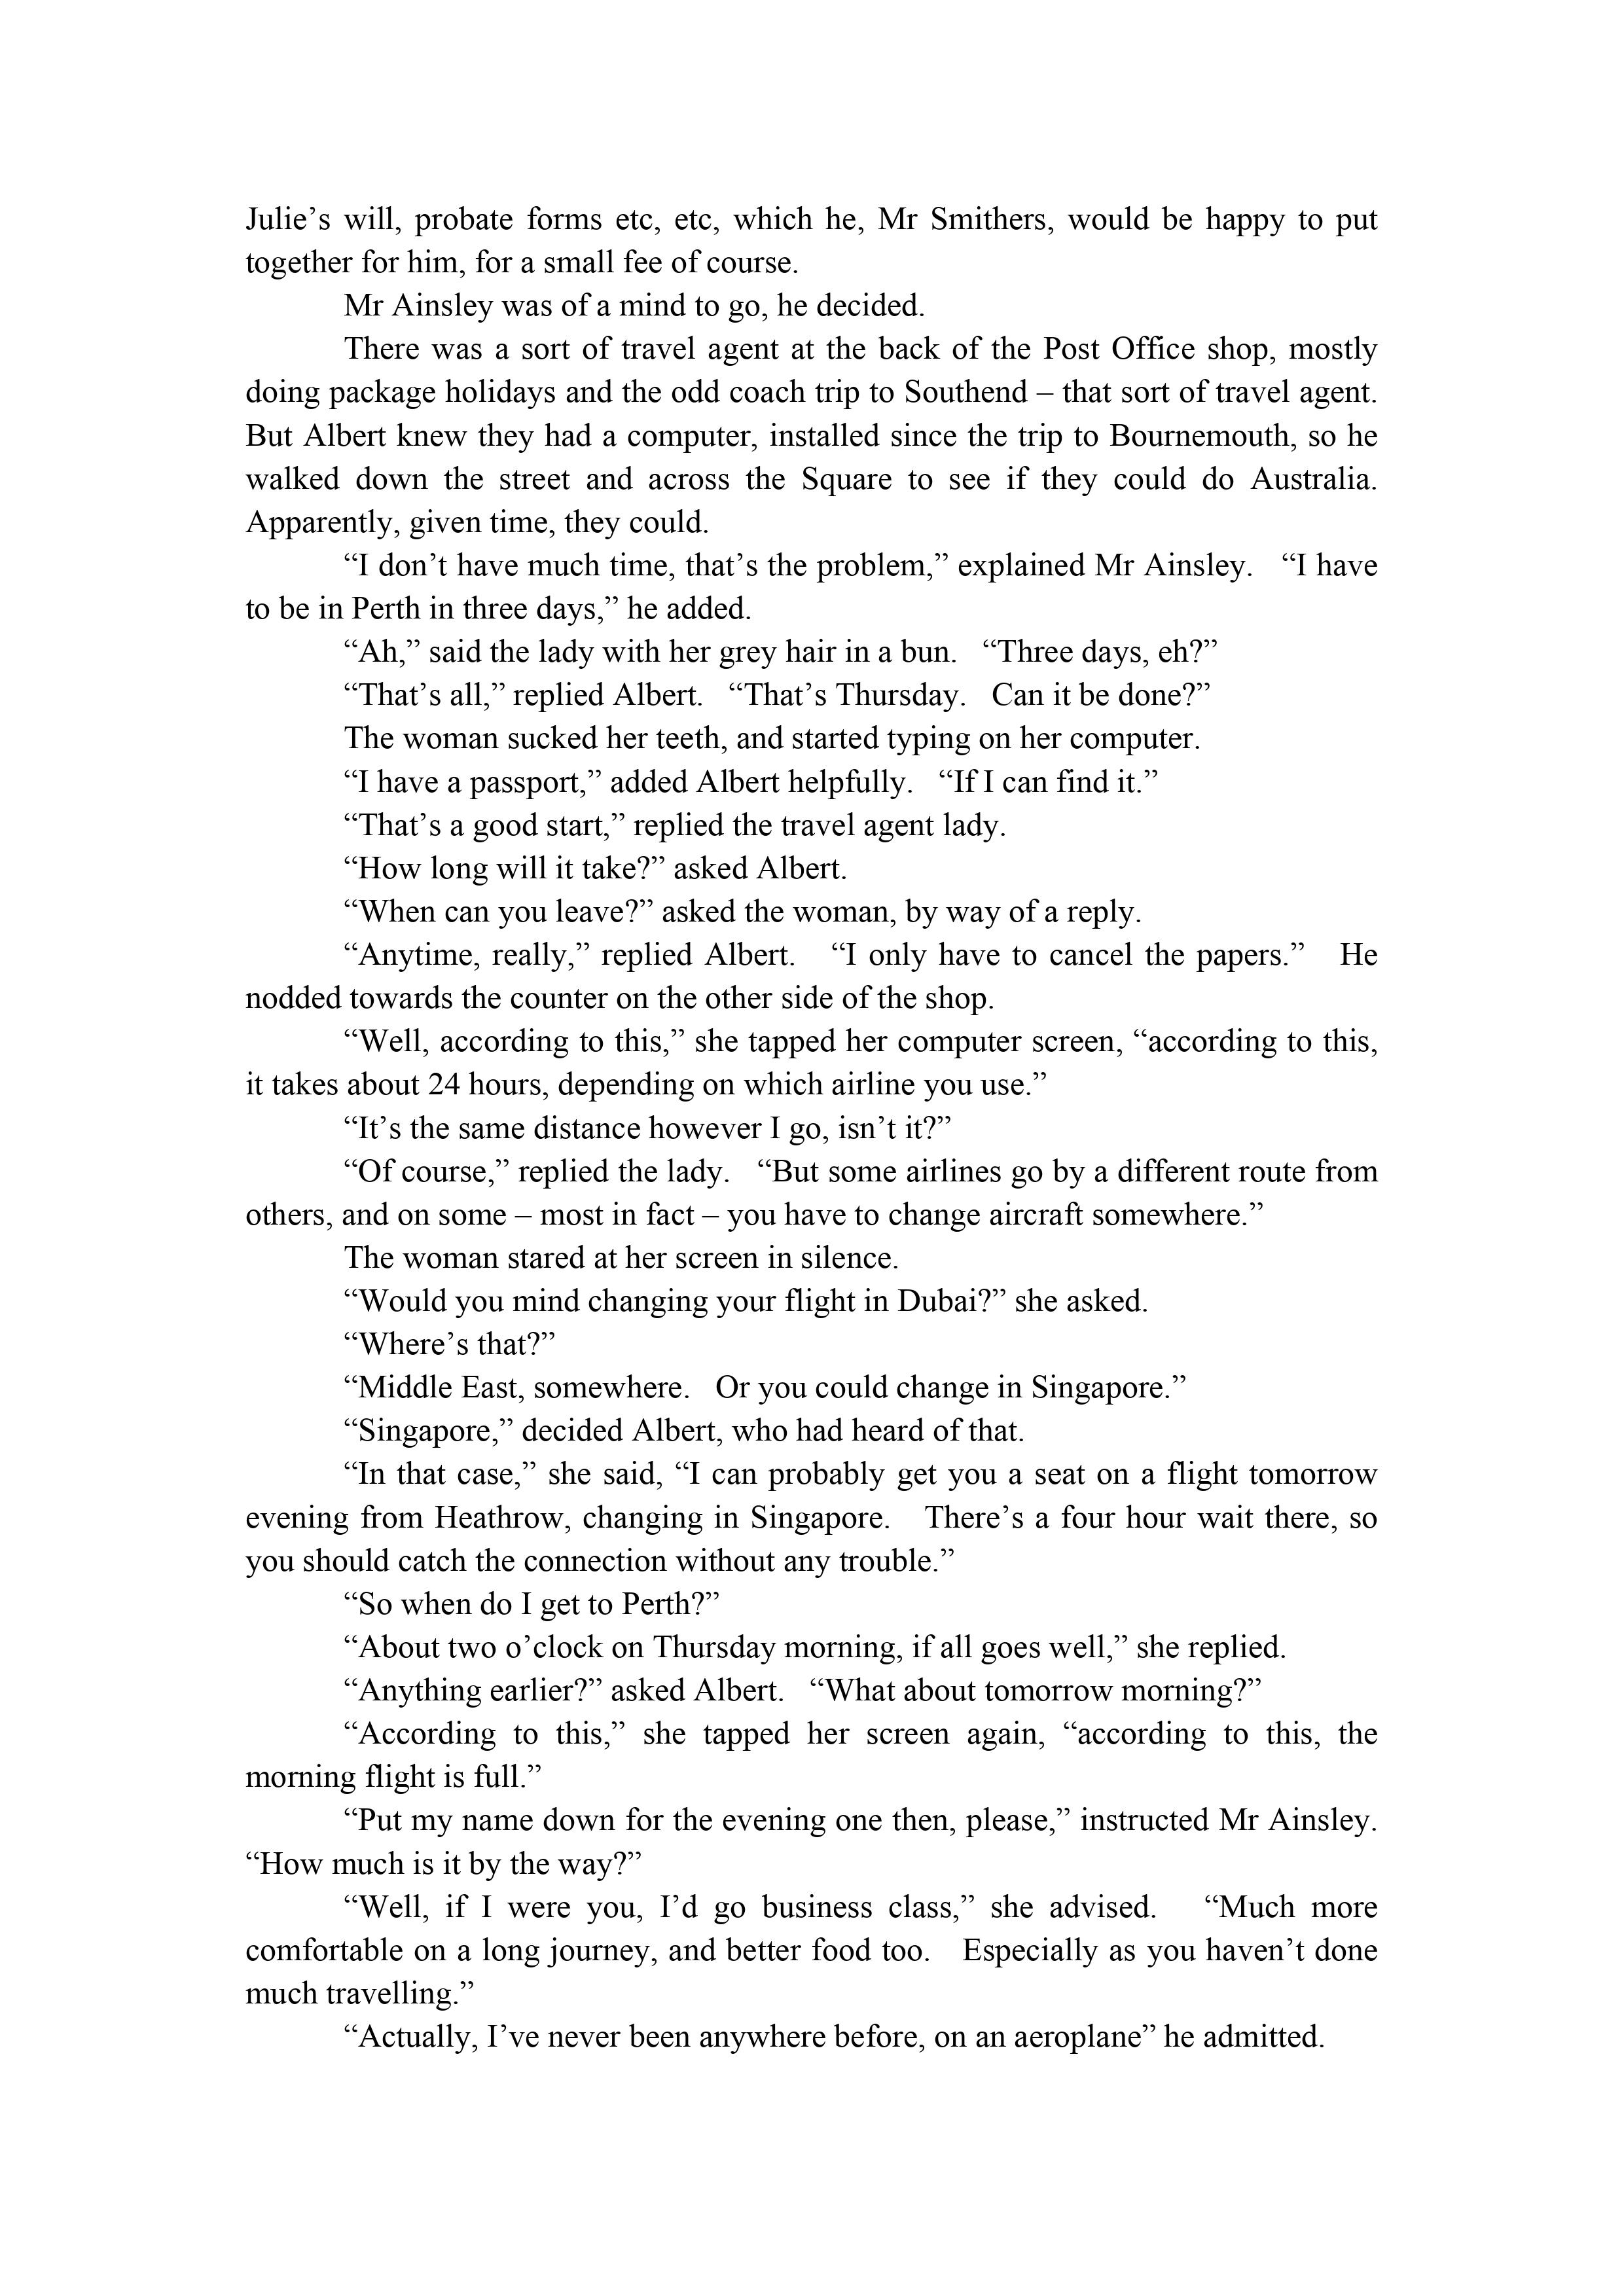 Julie’s will, probate forms etc, etc, which he, Mr Smithers, would be happy to put
together for him, for a small fee of course.
Mr Ainsley was of a mind to go, he decided.
There was a sort of travel agent at the back of the Post Office shop, mostly
doing package holidays and the odd coach trip to Southend – that sort of travel agent.
But Albert knew they had a computer, installed since the trip to Bournemouth, so he
walked down the street and across the Square to see if they could do Australia.
Apparently, given time, they could.
“I don’t have much time, that’s the problem,” explained Mr Ainsley. “I have
to be in Perth in three days,” he added.
“Ah,” said the lady with her grey hair in a bun. “Three days, eh?”
“That’s all,” replied Albert. “That’s Thursday. Can it be done?”
The woman sucked her teeth, and started typing on her computer.
“I have a passport,” added Albert helpfully. “If I can find it.”
“That’s a good start,” replied the travel agent lady.
“How long will it take?” asked Albert.
“When can you leave?” asked the woman, by way of a reply.
“Anytime, really,” replied Albert. “I only have to cancel the papers.” He
nodded towards the counter on the other side of the shop.
“Well, according to this,” she tapped her computer screen, “according to this,
it takes about 24 hours, depending on which airline you use.”
“It’s the same distance however I go, isn’t it?”
“Of course,” replied the lady. “But some airlines go by a different route from
others, and on some – most in fact – you have to change aircraft somewhere.”
The woman stared at her screen in silence.
“Would you mind changing your flight in Dubai?” she asked.
“Where’s that?”
“Middle East, somewhere. Or you could change in Singapore.”
“Singapore,” decided Albert, who had heard of that.
“In that case,” she said, “I can probably get you a seat on a flight tomorrow
evening from Heathrow, changing in Singapore. There’s a four hour wait there, so
you should catch the connection without any trouble.”
“So when do I get to Perth?”
“About two o’clock on Thursday morning, if all goes well,” she replied.
“Anything earlier?” asked Albert. “What about tomorrow morning?”
“According to this,” she tapped her screen again, “according to this, the
morning flight is full.”
“Put my name down for the evening one then, please,” instructed Mr Ainsley.
“How much is it by the way?”
“Well, if I were you, I’d go business class,” she advised. “Much more
comfortable on a long journey, and better food too. Especially as you haven’t done
much travelling.”
“Actually, I’ve never been anywhere before, on an aeroplane” he admitted.